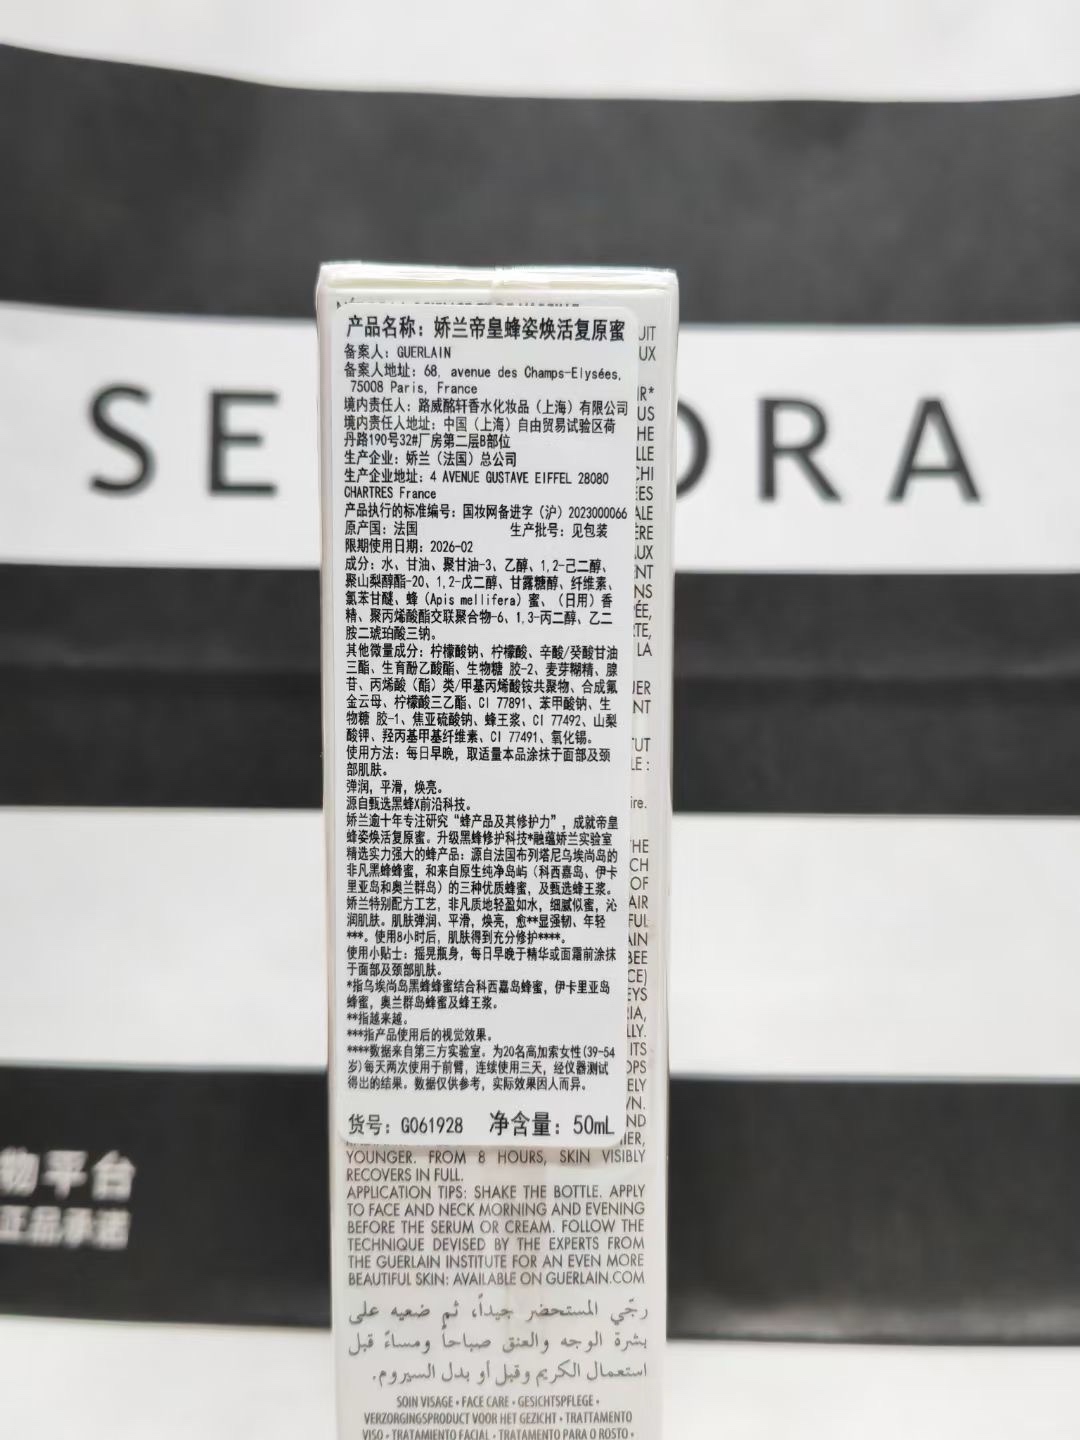 SE
ORA
产品名称：娇兰帝皇蜂姿焕活复原蜜
备案人：GUERLAIN
备案人地址：68, avenue des Champs-Elysées,
75008 Paris, France
境内责任人：路威酩轩香水化妆品（上海）有限公司
境内责任人地址：中国（上海）自由贸易试验区荷
丹路190号32#厂房第二层B部位
生产企业：娇兰（法国）总公司
生产企业地址：4 AVENUE GUSTAVE EIFFEL 28080
CHARTRES France
产品执行的标准编号：国妆网备进字（沪）2023000066
原产国：法国 生产批号：见包装
限期使用日期：2026-02
成分：水、甘油、聚甘油-3、乙醇、1,2-己二醇、
聚山梨醇酯-20、1,2-戊二醇、甘露糖醇、纤维素、
氯苯甘醚、蜂（Apis mellifera）蜜、（日用）香
精、聚丙烯酸酯交联聚合物-6、1,3-丙二醇、乙二
胺二琥珀酸三钠。
其他微量成分：柠檬酸钠、柠檬酸、辛酸/癸酸甘油
三酯、生育酚乙酸酯、生物糖 胶-2、麦芽糊精、腺
苷、丙烯酸（酯）类/甲基丙烯酸铵共聚物、合成氟
金云母、柠檬酸三乙酯、CI 77891、苯甲酸钠、生
物糖 胶-1、焦亚硫酸钠、蜂王浆、CI 77492、山梨
酸钾、羟丙基甲基纤维素、CI 77491、氧化锡。
使用方法：每日早晚，取适量本品涂抹于面部及颈
部肌肤。
弹润，平滑，焕亮。
源自甄选黑蜂X前沿科技。
娇兰逾十年专注研究“蜂产品及其修护力”，成就帝皇
蜂姿焕活复原蜜。升级黑蜂修护科技*融蕴娇兰实验室
精选实力强大的蜂产品：源自法国布列塔尼乌埃尚岛的
非凡黑蜂蜂蜜，和来自原生纯净岛屿（科西嘉岛、伊卡
里亚岛和奥兰群岛）的三种优质蜂蜜，及甄选蜂王浆。
娇兰特别配方工艺，非凡质地轻盈如水，细腻似蜜，沁
润肌肤。肌肤弹润、平滑，焕亮，愈**显强韧、年轻
***。使用8小时后，肌肤得到充分修护****。
使用小贴士：摇晃瓶身，每日早晚于精华或面霜前涂抹
于面部及颈部肌肤。
*指乌埃尚岛黑蜂蜂蜜结合科西嘉岛蜂蜜，伊卡里亚岛
蜂蜜，奥兰群岛蜂蜜及蜂王浆。
**指越来越。
***指产品使用后的视觉效果。
****数据来自第三方实验室。为20名高加索女性(39-54
岁)每天两次使用于前臂，连续使用三天，经仪器测试
得出的结果。数据仅供参考，实际效果因人而异。
货号：G061928 净含量：50mL
YOUNGER. FROM 8 HOURS, SKIN VISIBLY
RECOVERS IN FULL.
APPLICATION TIPS: SHAKE THE BOTTLE. APPLY
TO FACE AND NECK MORNING AND EVENING
BEFORE THE SERUM OR CREAM. FOLLOW THE
TECHNIQUE DEVISED BY THE EXPERTS FROM
THE GUERLAIN INSTITUTE FOR AN EVEN MORE
BEAUTIFUL SKIN: AVAILABLE ON GUERLAIN.COM
رجّي المستحضر جيداً، ثم ضعيه على
بشرة الوجه والعنق صباحاً ومساءً قبل
استعمال الكريم وقبل أو بدل السيروم.
SOIN VISAGE • FACE CARE • GESICHTSPFLEGE •
VERZORGINGSPRODUCT VOOR HET GEZICHT • TRATTAMENTO
VISO • TRATAMIENTO FACIAL • TRATAMENTO PARA O ROSTO •
物平台
正品承诺